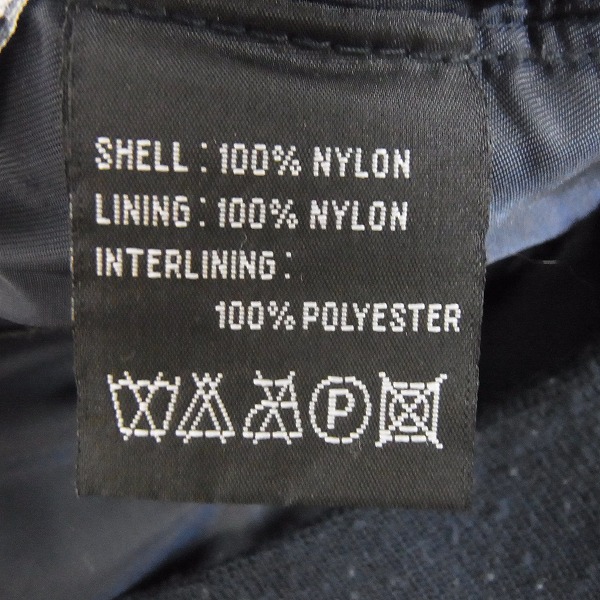 SHELL : 100% NYLON
LINING : 100% NYLON
INTERLINING :
100% POLYESTER
P